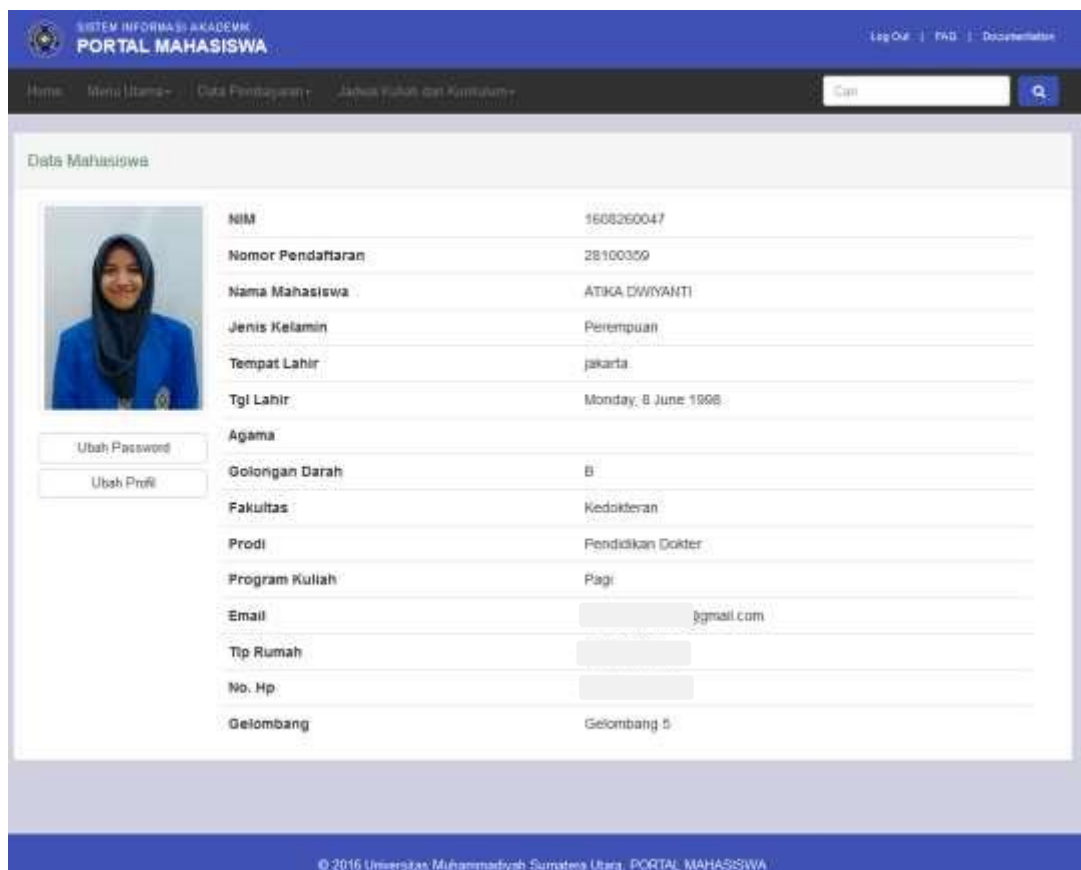 SISTEM INFORMASI AKADEMIK
PORTAL MAHASISWA
Log Out | FAQ | Documentation
Home Menu Utama Data Pembayaran Jadwal Kuliah dan Kurikulum
Cari
Data Mahasiswa
NIM 1608260047
Nomor Pendaftaran 28100359
Nama Mahasiswa ATIKA DWIYANTI
Jenis Kelamin Perempuan
Tempat Lahir jakarta
Tgl Lahir Monday, 8 June 1998
Agama
Ubah Password
Golongan Darah B
Ubah Profil
Fakultas Kedokteran
Prodi Pendidikan Dokter
Program Kuliah Pagi
Email @gmail.com
Tlp Rumah
No. Hp
Gelombang Gelombang 5
© 2016 Universitas Muhammadiyah Sumatera Utara. PORTAL MAHASISWA